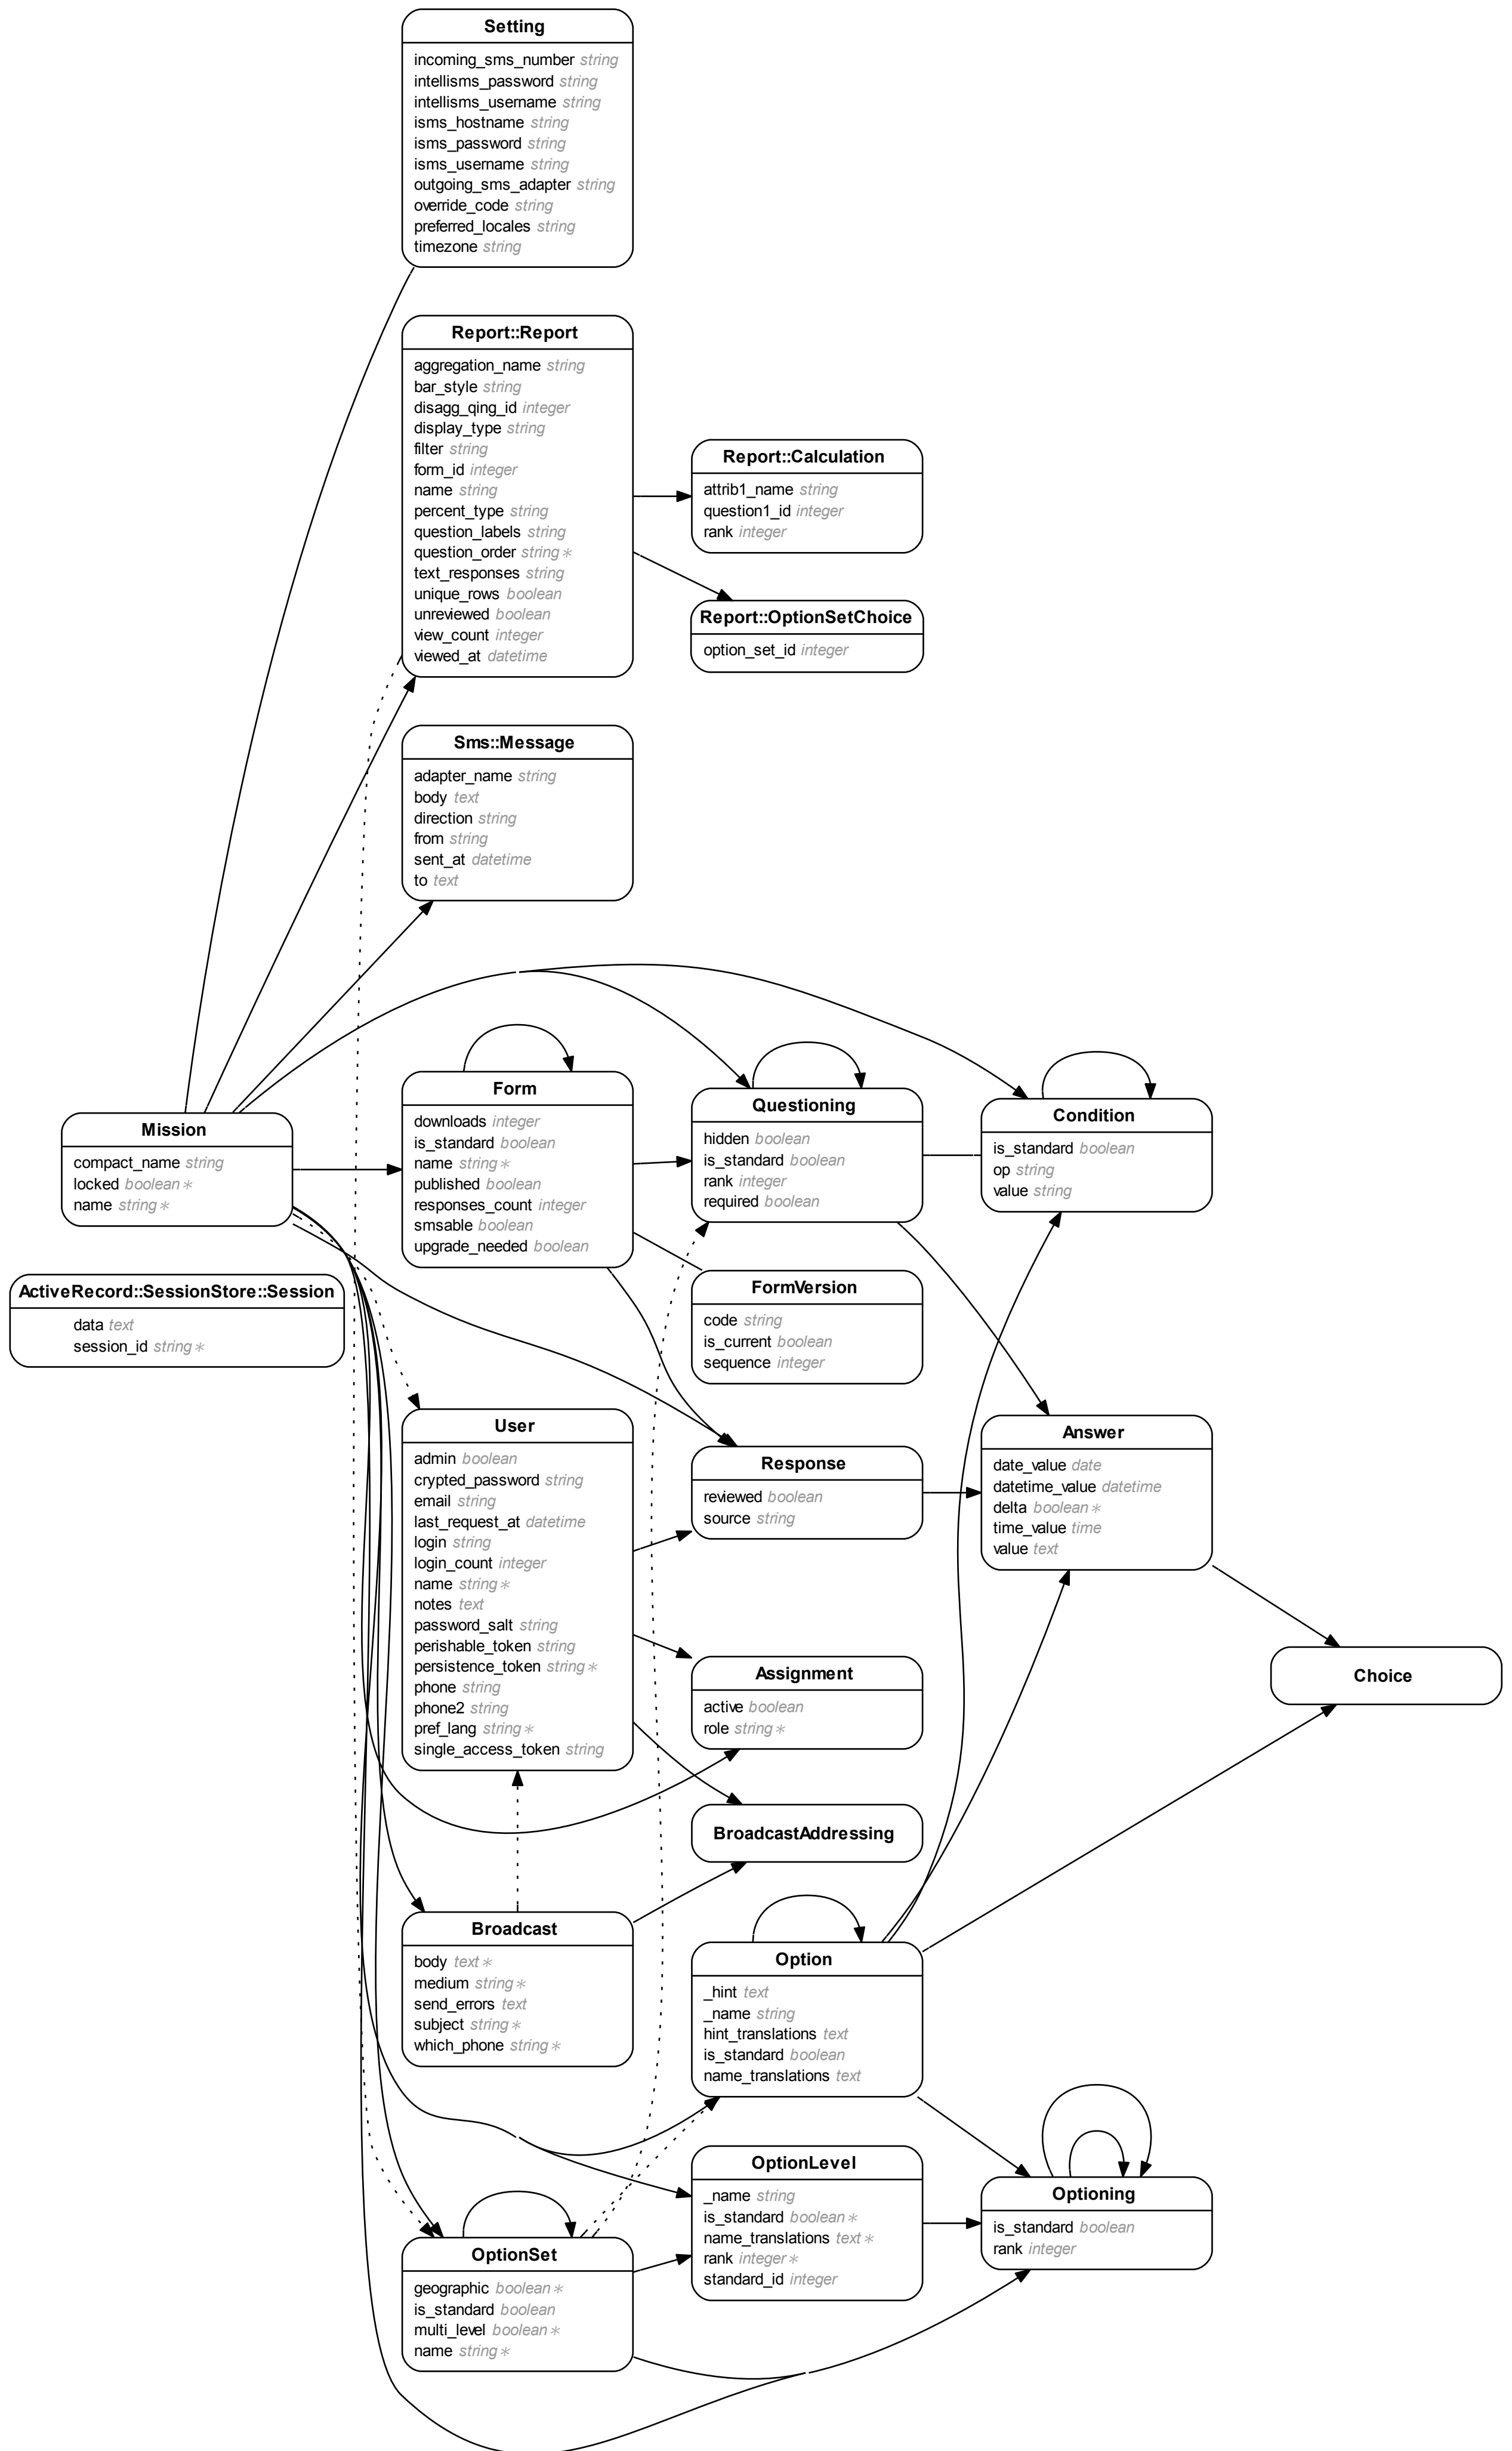 Setting
incoming_sms_number string
intellisms_password string
intellisms_username string
isms_hostname string
isms_password string
isms_username string
outgoing_sms_adapter string
override_code string
preferred_locales string
timezone string
Report::Report
aggregation_name string
bar_style string
disagg_qing_id integer
display_type string
filter string
form_id integer
name string
percent_type string
question_labels string
question_order string ∗
text_responses string
unique_rows boolean
unreviewed boolean
view_count integer
viewed_at datetime
Report::Calculation
attrib1_name string
question1_id integer
rank integer
Report::OptionSetChoice
option_set_id integer
Sms::Message
adapter_name string
body text
direction string
from string
sent_at datetime
to text
Mission
compact_name string
locked boolean ∗
name string ∗
ActiveRecord::SessionStore::Session
data text
session_id string ∗
Form
downloads integer
is_standard boolean
name string ∗
published boolean
responses_count integer
smsable boolean
upgrade_needed boolean
Questioning
hidden boolean
is_standard boolean
rank integer
required boolean
Condition
is_standard boolean
op string
value string
FormVersion
code string
is_current boolean
sequence integer
User
admin boolean
crypted_password string
email string
last_request_at datetime
login string
login_count integer
name string ∗
notes text
password_salt string
perishable_token string
persistence_token string ∗
phone string
phone2 string
pref_lang string ∗
single_access_token string
Response
reviewed boolean
source string
Answer
date_value date
datetime_value datetime
delta boolean ∗
time_value time
value text
Assignment
active boolean
role string ∗
Choice
BroadcastAddressing
Broadcast
body text ∗
medium string ∗
send_errors text
subject string ∗
which_phone string ∗
Option
_hint text
_name string
hint_translations text
is_standard boolean
name_translations text
OptionLevel
_name string
is_standard boolean ∗
name_translations text ∗
rank integer ∗
standard_id integer
Optioning
is_standard boolean
rank integer
OptionSet
geographic boolean ∗
is_standard boolean
multi_level boolean ∗
name string ∗